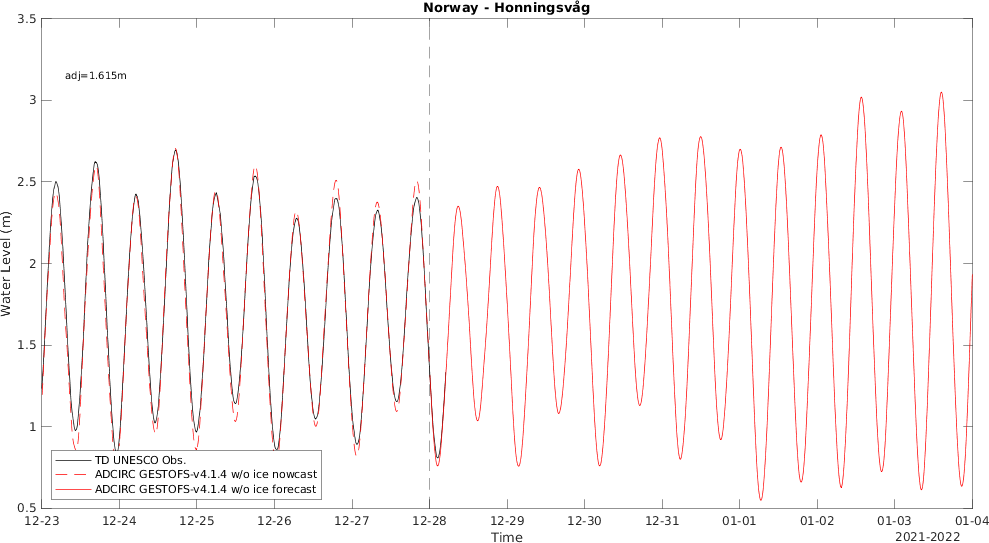 Norway - Honningsvåg
3.5
adj=1.615m
3
2.5
2
1.5
1
0.5
Water Level (m)
TD UNESCO Obs.
ADCIRC GESTOFS-v4.1.4 w/o ice nowcast
ADCIRC GESTOFS-v4.1.4 w/o ice forecast
12-23 12-24 12-25 12-26 12-27 12-28 12-29 12-30 12-31 01-01 01-02 01-03 01-04
Time
2021-2022